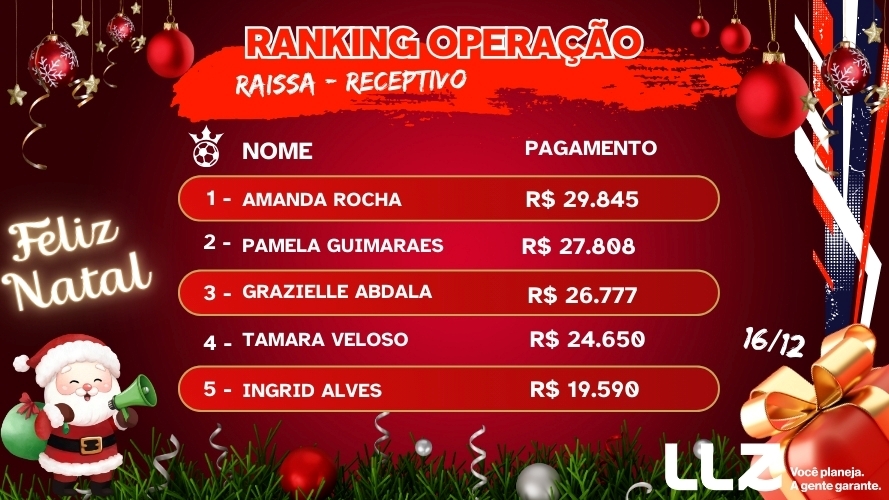 RANKING OPERAÇÃO
RAISSA - RECEPTIVO
NOME PAGAMENTO
1 - AMANDA ROCHA R$ 29.845
2 - PAMELA GUIMARAES R$ 27.808
3 - GRAZIELLE ABDALA R$ 26.777
4 - TAMARA VELOSO R$ 24.650
5 - INGRID ALVES R$ 19.590
Feliz
Natal
16/12
LLZ
Você planeja.
A gente garante.